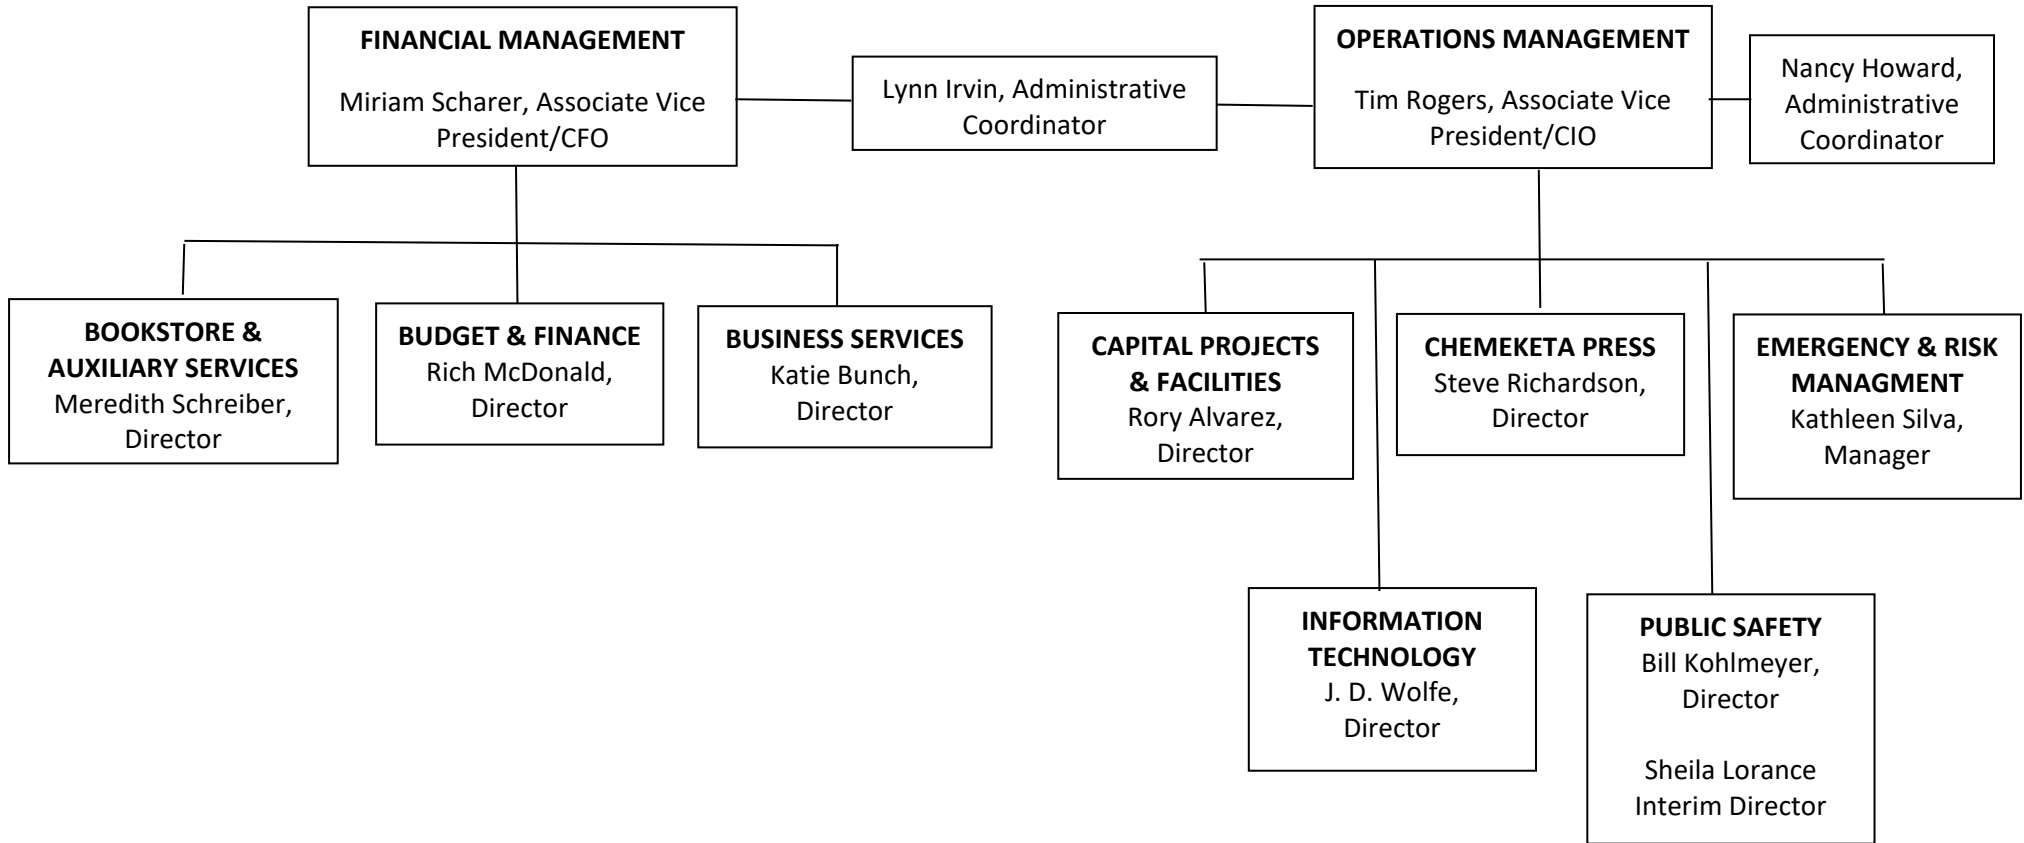 FINANCIAL MANAGEMENT
Miriam Scharer, Associate Vice
President/CFO
Lynn Irvin, Administrative
Coordinator
OPERATIONS MANAGEMENT
Tim Rogers, Associate Vice
President/CIO
Nancy Howard,
Administrative
Coordinator
BOOKSTORE &
AUXILIARY SERVICES
Meredith Schreiber,
Director
BUDGET & FINANCE
Rich McDonald,
Director
BUSINESS SERVICES
Katie Bunch,
Director
CAPITAL PROJECTS
& FACILITIES
Rory Alvarez,
Director
CHEMEKETA PRESS
Steve Richardson,
Director
EMERGENCY & RISK
MANAGMENT
Kathleen Silva,
Manager
INFORMATION
TECHNOLOGY
J. D. Wolfe,
Director
PUBLIC SAFETY
Bill Kohlmeyer,
Director
Sheila Lorance
Interim Director